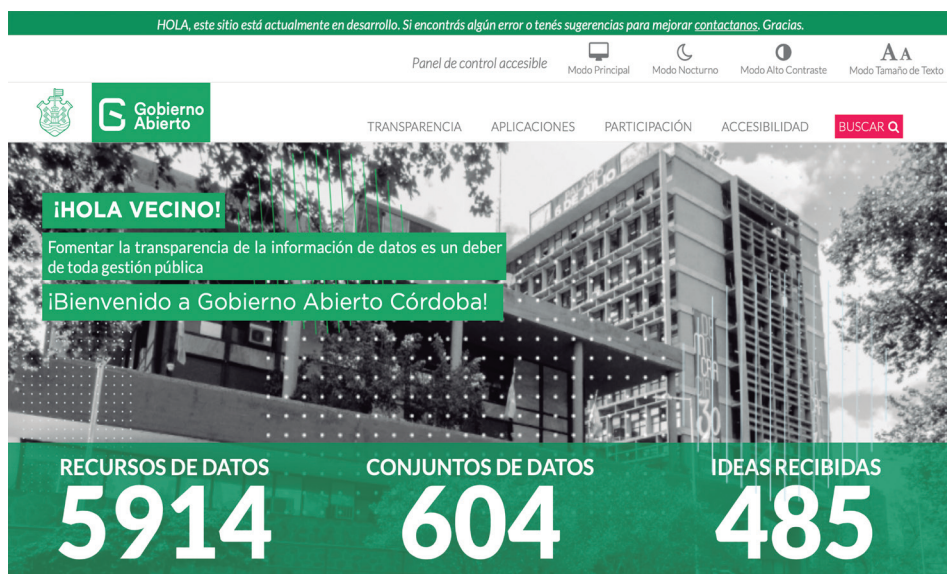 HOLA, este sitio está actualmente en desarrollo. Si encontrás algún error o tenés sugerencias para mejorar contactanos. Gracias.
Panel de control accesible
Modo Principal
Modo Nocturno
Modo Alto Contraste
AA
Modo Tamaño de Texto
G Gobierno
Abierto
TRANSPARENCIA
APLICACIONES
PARTICIPACIÓN
ACCESIBILIDAD
BUSCAR
¡HOLA VECINO!
Fomentar la transparencia de la información de datos es un deber
de toda gestión pública
¡Bienvenido a Gobierno Abierto Córdoba!
RECURSOS DE DATOS
5914
CONJUNTOS DE DATOS
604
IDEAS RECIBIDAS
485